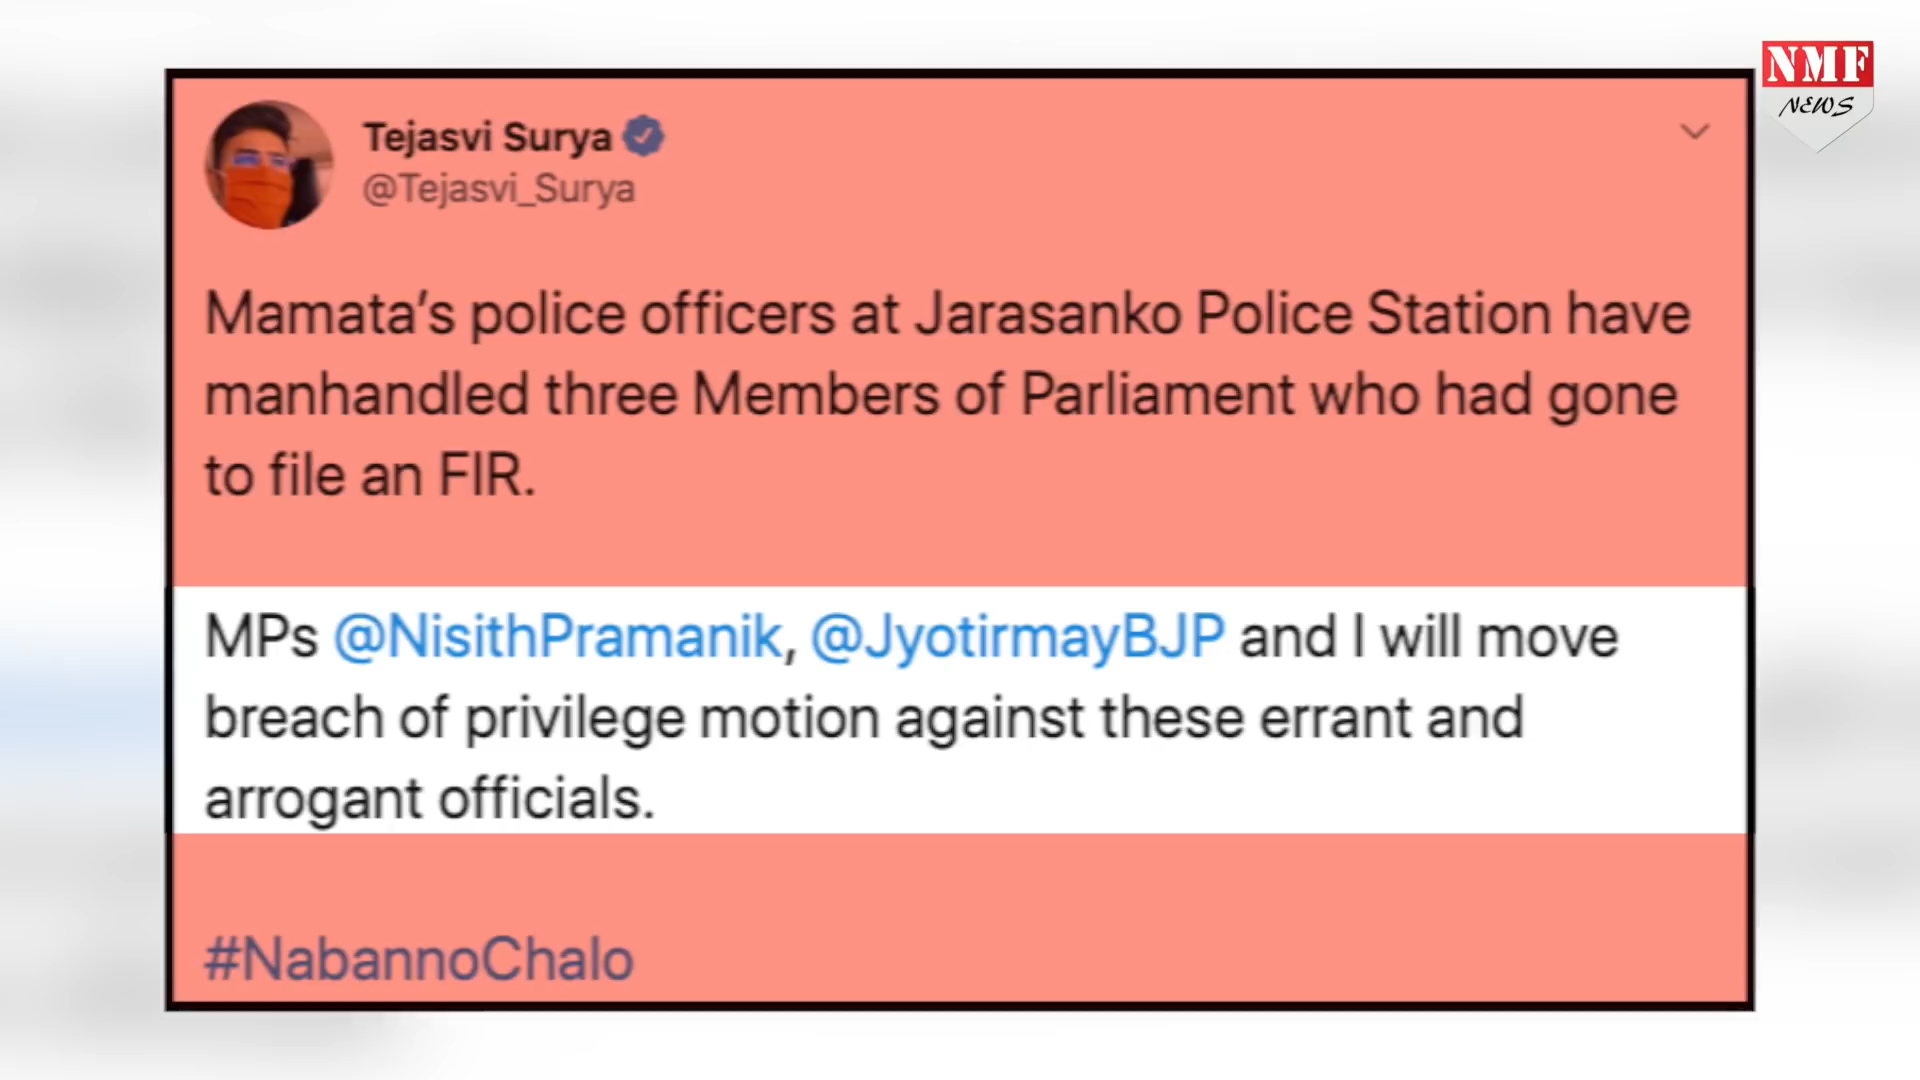 NMF
NEWS
Tejasvi Surya
@Tejasvi_Surya
Mamata's police officers at Jarasanko Police Station have
manhandled three Members of Parliament who had gone
to file an FIR.
MPs @NisithPramanik, @JyotirmayBJP and I will move
breach of privilege motion against these errant and
arrogant officials.
#NabannoChalo